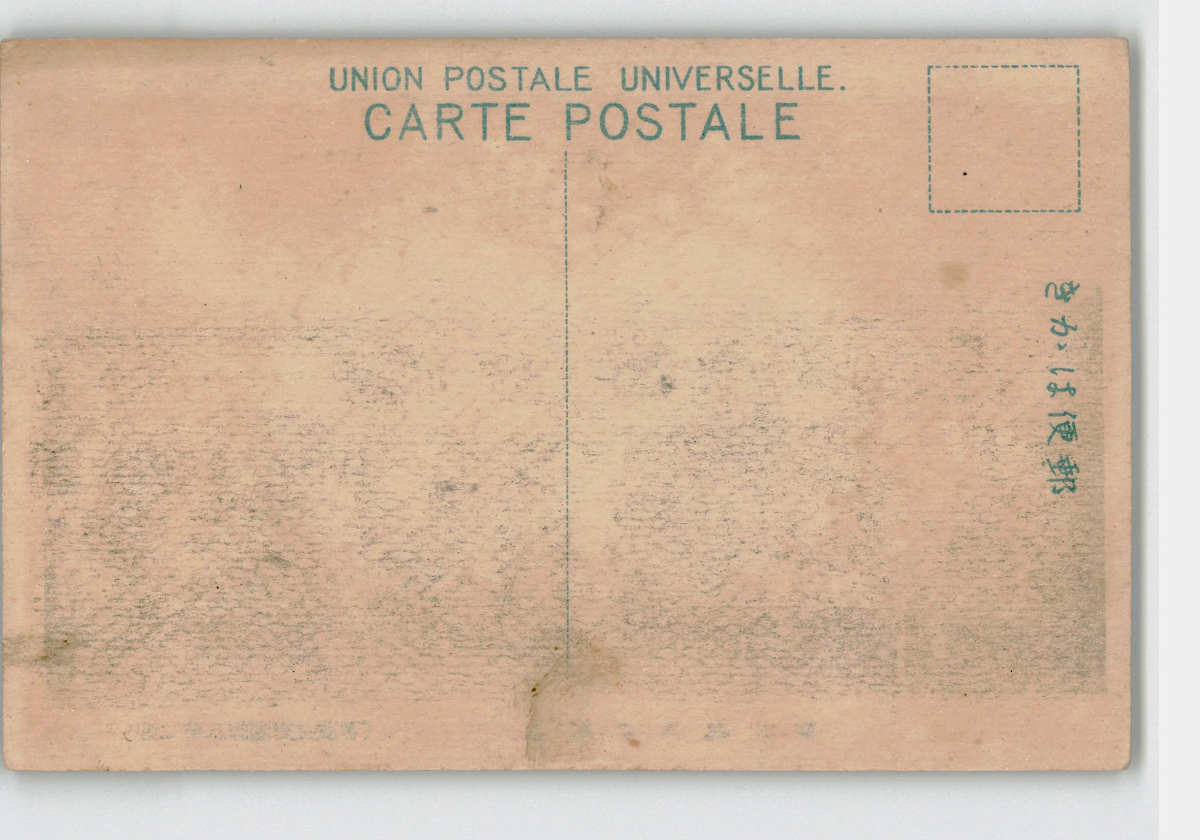 UNION POSTALE UNIVERSELLE.
CARTE POSTALE
郵便はがき